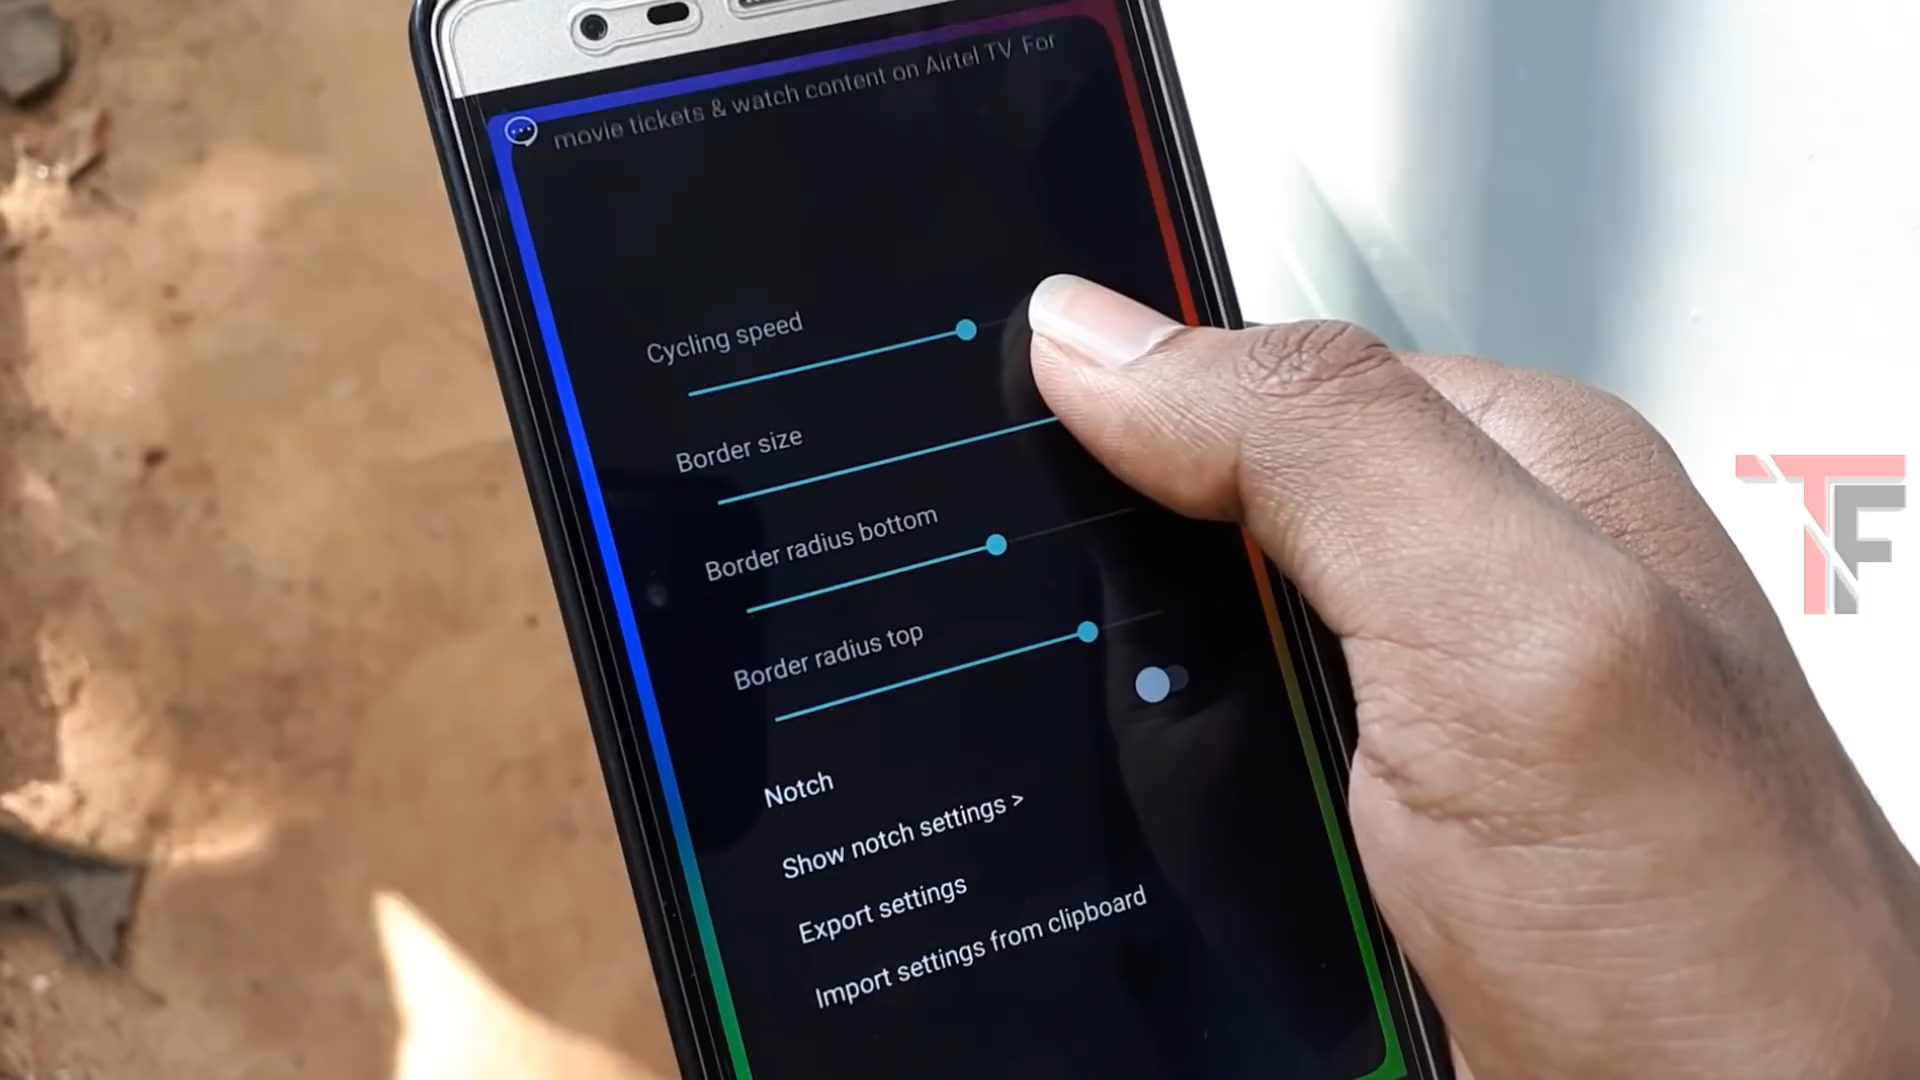 movie tickets & watch content on Airtel TV For
Cycling speed
Border size
Border radius bottom
Border radius top
Notch
Show notch settings >
Export settings
Import settings from clipboard
TF